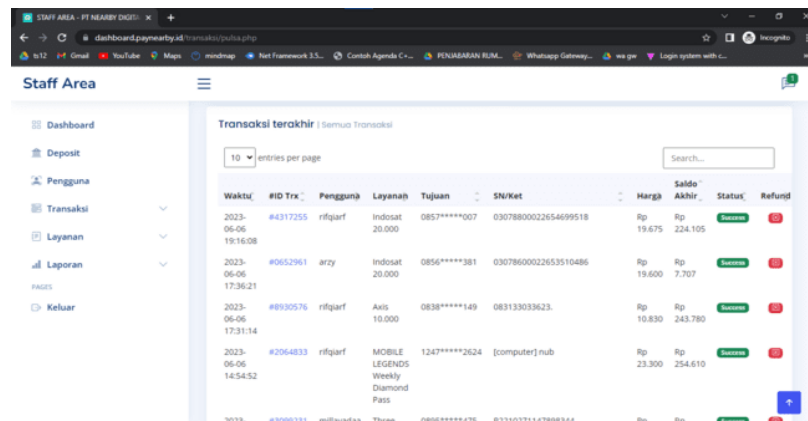 STAFF AREA - PT NEARBY DIGITA
dashboard.paynearby.id/transaksi/pulsa.php
Incognito
ts12 Gmail YouTube Maps mindmap Net Framework 3.5... Contoh Agenda C+... PENJABARAN RUM... Whatsapp Gateway... wa gw Login system with c...
Staff Area
1
Dashboard
Deposit
Pengguna
Transaksi
Layanan
Laporan
PAGES
Keluar
Transaksi terakhir | Semua Transaksi
10 entries per page
Search...
Waktu #ID Trx Pengguna Layanan Tujuan SN/Ket Harga Saldo Akhir Status Refund
2023-06-06 19:16:08 #4317255 rifqiarf Indosat 20.000 0857*****007 03078800022654699518 Rp 19.675 Rp 224.105 Success
2023-06-06 17:36:21 #0652961 arzy Indosat 20.000 0856*****381 03078600022653510486 Rp 19.600 Rp 7.707 Success
2023-06-06 17:31:14 #8930576 rifqiarf Axis 10.000 0838*****149 083133033623. Rp 10.830 Rp 243.780 Success
2023-06-06 14:54:52 #2064833 rifqiarf MOBILE LEGENDS Weekly Diamond Pass 1247*****2624 [computer] nub Rp 23.300 Rp 254.610 Success